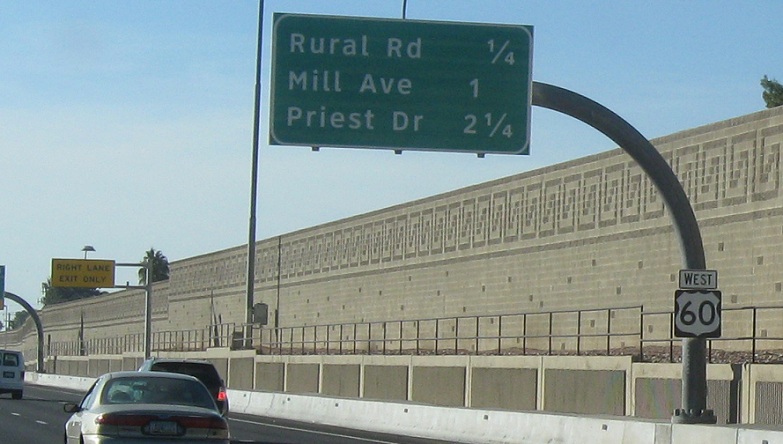 Rural Rd ¼
Mill Ave 1
Priest Dr 2 ¼
RIGHT LANE
EXIT ONLY
WEST
60